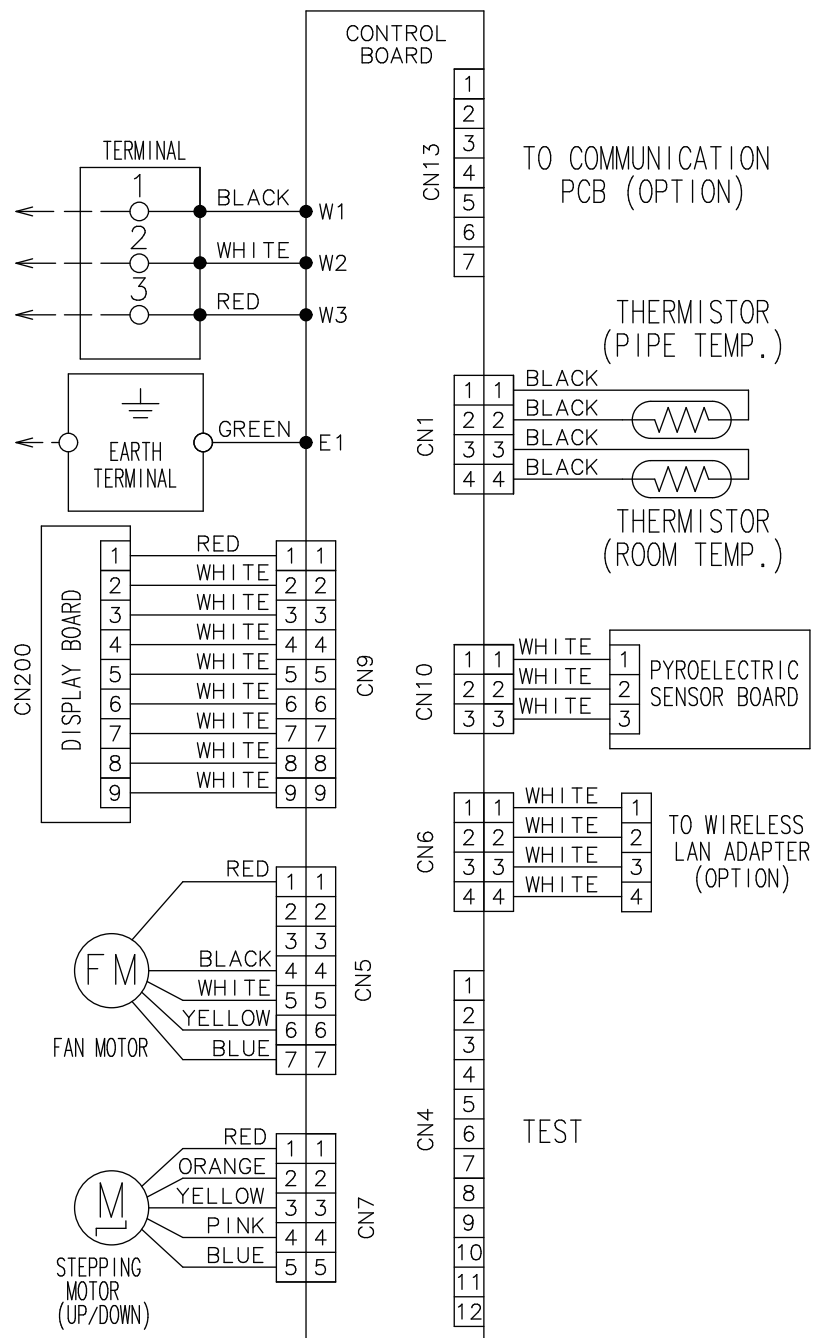 CONTROL
BOARD
CN13
1
2
3
4
5
6
7
TO COMMUNICATION
PCB (OPTION)
TERMINAL
1 BLACK W1
2 WHITE W2
3 RED W3
EARTH
TERMINAL
GREEN E1
THERMISTOR
(PIPE TEMP.)
CN1
1 1 BLACK
2 2 BLACK
3 3 BLACK
4 4 BLACK
THERMISTOR
(ROOM TEMP.)
CN200
DISPLAY BOARD
1 RED 1 1
2 WHITE 2 2
3 WHITE 3 3
4 WHITE 4 4
5 WHITE 5 5
6 WHITE 6 6
7 WHITE 7 7
8 WHITE 8 8
9 WHITE 9 9
CN9
CN10
1 1 WHITE 1
2 2 WHITE 2
3 3 WHITE 3
PYROELECTRIC
SENSOR BOARD
CN6
1 1 WHITE 1
2 2 WHITE 2
3 3 WHITE 3
4 4 WHITE 4
TO WIRELESS
LAN ADAPTER
(OPTION)
FM
FAN MOTOR
RED 1 1
2 2
3 3
BLACK 4 4
WHITE 5 5
YELLOW 6 6
BLUE 7 7
CN5
CN4
1
2
3
4
5
6
7
8
9
10
11
12
TEST
M
STEPPING
MOTOR
(UP/DOWN)
RED 1 1
ORANGE 2 2
YELLOW 3 3
PINK 4 4
BLUE 5 5
CN7